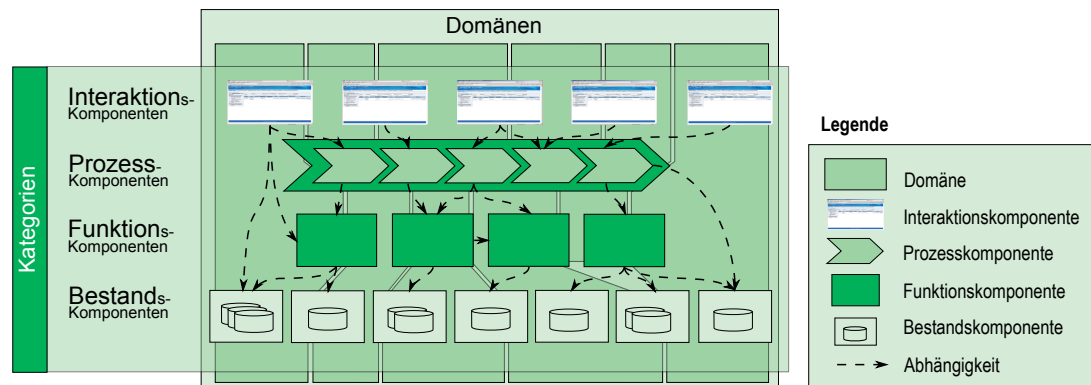 Domänen
Kategorien
Interaktions-
Komponenten
Prozess-
Komponenten
Funktions-
Komponenten
Bestands-
Komponenten
Legende
Domäne
Interaktionskomponente
Prozesskomponente
Funktionskomponente
Bestandskomponente
Abhängigkeit